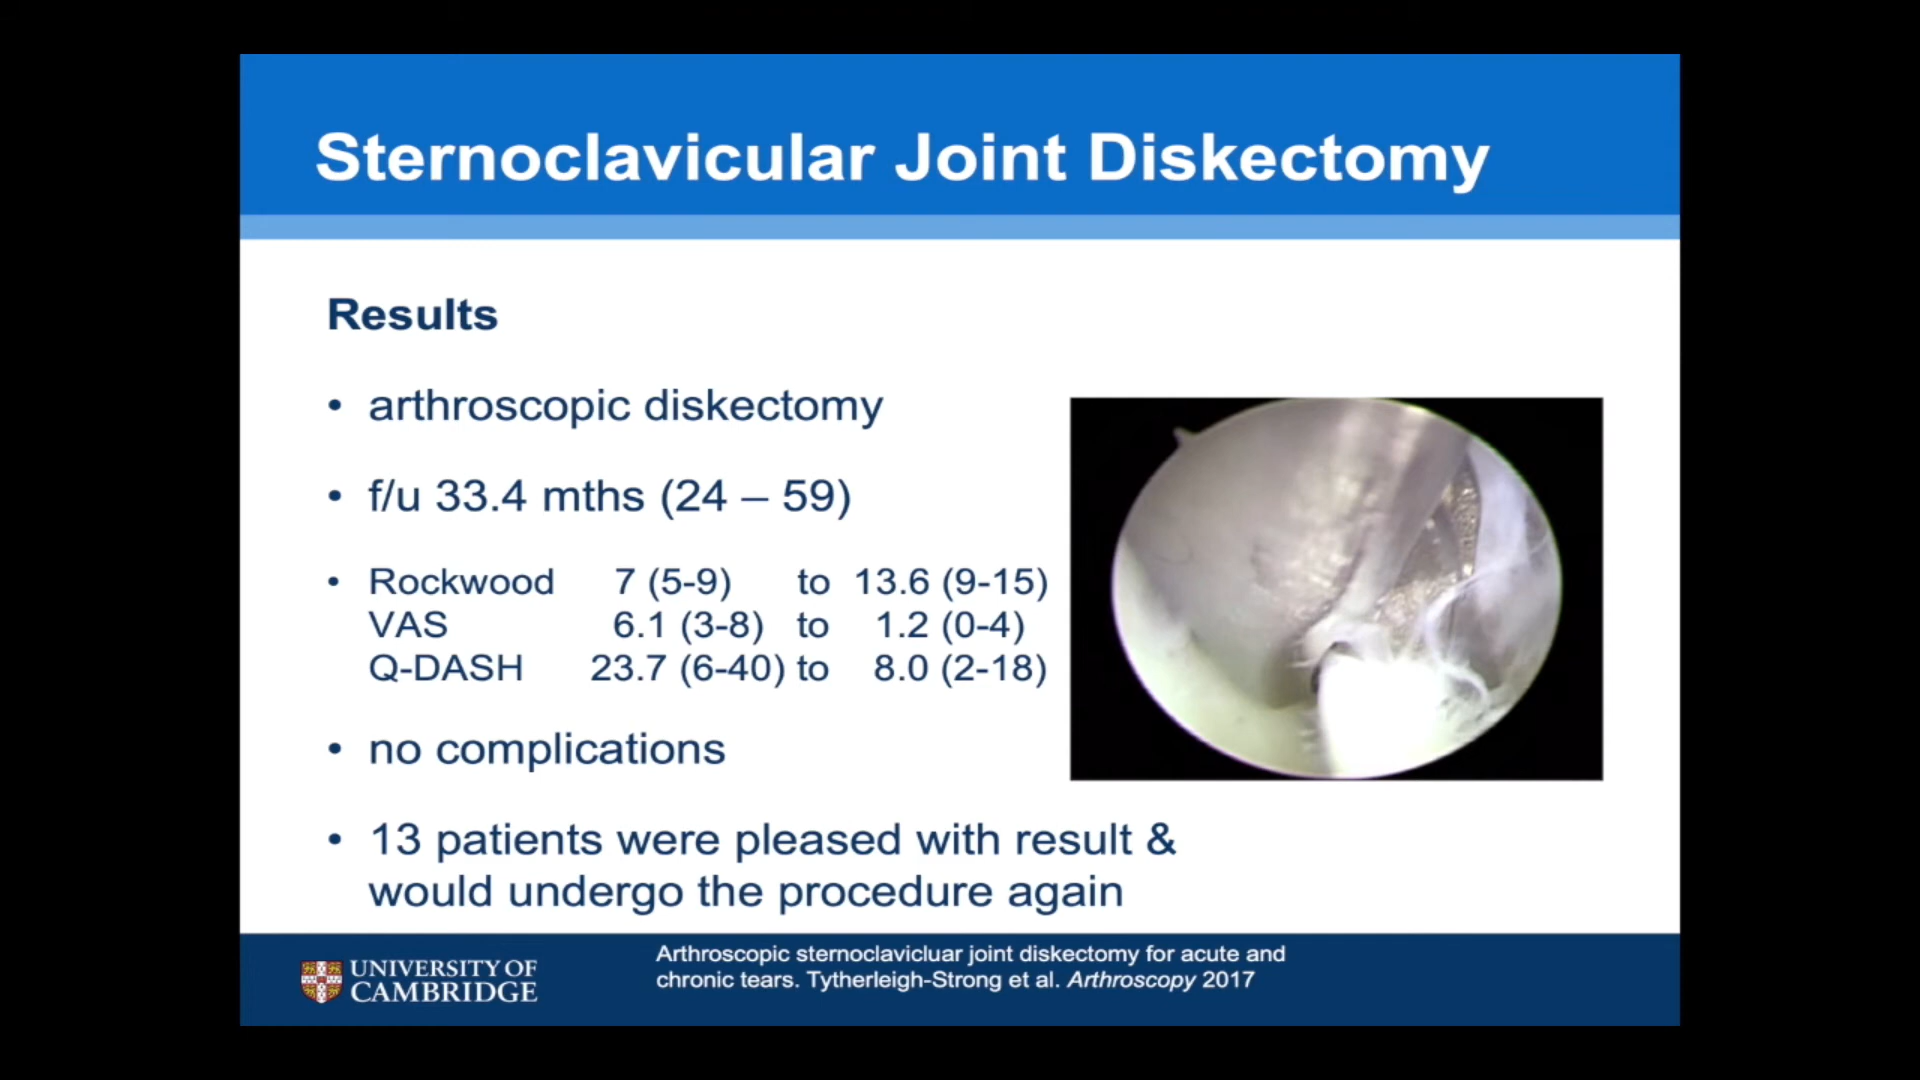 Sternoclavicular Joint Diskectomy
Results
• arthroscopic diskectomy
• f/u 33.4 mths (24 – 59)
• Rockwood 7 (5-9) to 13.6 (9-15)
VAS 6.1 (3-8) to 1.2 (0-4)
Q-DASH 23.7 (6-40) to 8.0 (2-18)
• no complications
• 13 patients were pleased with result &
would undergo the procedure again
UNIVERSITY OF
CAMBRIDGE
Arthroscopic sternoclavicluar joint diskectomy for acute and
chronic tears. Tytherleigh-Strong et al. Arthroscopy 2017